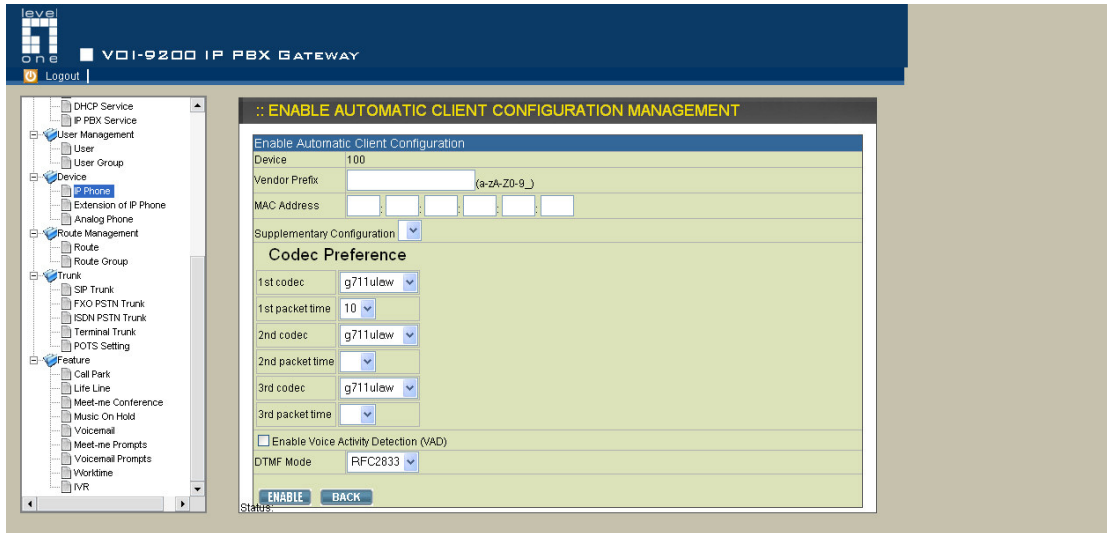 level
one
VOI-9200 IP PBX GATEWAY
Logout
DHCP Service
IP PBX Service
User Management
User
User Group
Device
IP Phone
Extension of IP Phone
Analog Phone
Route Management
Route
Route Group
Trunk
SIP Trunk
FXO PSTN Trunk
ISDN PSTN Trunk
Terminal Trunk
POTS Setting
Feature
Call Park
Life Line
Meet-me Conference
Music On Hold
Voicemail
Meet-me Prompts
Voicemail Prompts
Worktime
IVR
:: ENABLE AUTOMATIC CLIENT CONFIGURATION MANAGEMENT
Enable Automatic Client Configuration
Device 100
Vendor Prefix (a-zA-Z0-9_)
MAC Address : : : : :
Supplementary Configuration
Codec Preference
1st codec g711ulaw
1st packet time 10
2nd codec g711ulaw
2nd packet time
3rd codec g711ulaw
3rd packet time
Enable Voice Activity Detection (VAD)
DTMF Mode RFC2833
ENABLE BACK
Status: